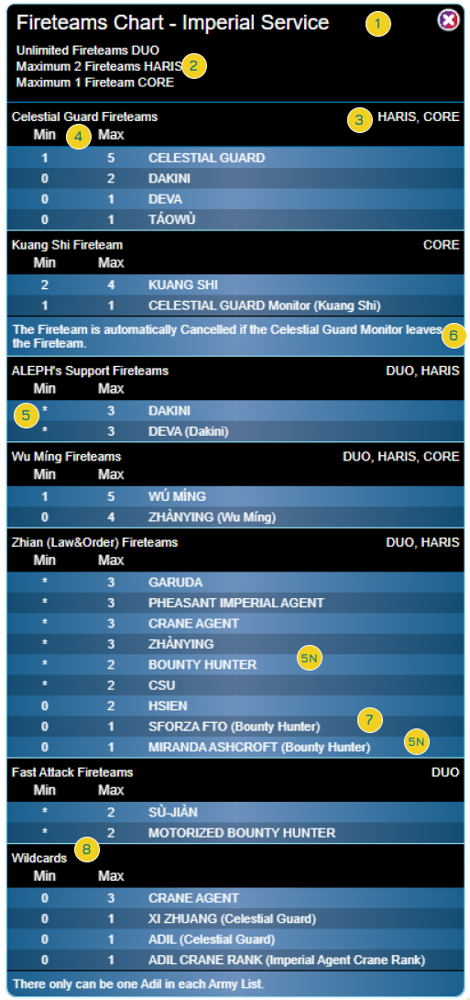 Fireteams Chart - Imperial Service 1
Unlimited Fireteams DUO
Maximum 2 Fireteams HARIS 2
Maximum 1 Fireteam CORE
Celestial Guard Fireteams 3 HARIS, CORE
Min 4 Max
1 5 CELESTIAL GUARD
0 2 DAKINI
0 1 DEVA
0 1 TÁOWÙ
Kuang Shi Fireteam CORE
Min Max
2 4 KUANG SHI
1 1 CELESTIAL GUARD Monitor (Kuang Shi)
The Fireteam is automatically Cancelled if the Celestial Guard Monitor leaves 6
the Fireteam.
ALEPH's Support Fireteams DUO, HARIS
Min Max
5 * 3 DAKINI
* 3 DEVA (Dakini)
Wu Míng Fireteams DUO, HARIS, CORE
Min Max
1 5 WÚ MÍNG
0 4 ZHÀNYING (Wu Míng)
Zhian (Law&Order) Fireteams DUO, HARIS
Min Max
* 3 GARUDA
* 3 PHEASANT IMPERIAL AGENT
* 3 CRANE AGENT
* 3 ZHÀNYING
* 2 BOUNTY HUNTER 5N
* 2 CSU
0 2 HSIEN
0 1 SFORZA FTO (Bounty Hunter) 7
0 1 MIRANDA ASHCROFT (Bounty Hunter) 5N
Fast Attack Fireteams DUO
Min Max
* 2 SÙ-JIÀN
* 2 MOTORIZED BOUNTY HUNTER
Wildcards 8
Min Max
0 3 CRANE AGENT
0 1 XI ZHUANG (Celestial Guard)
0 1 ADIL (Celestial Guard)
0 1 ADIL CRANE RANK (Imperial Agent Crane Rank)
There only can be one Adil in each Army List.